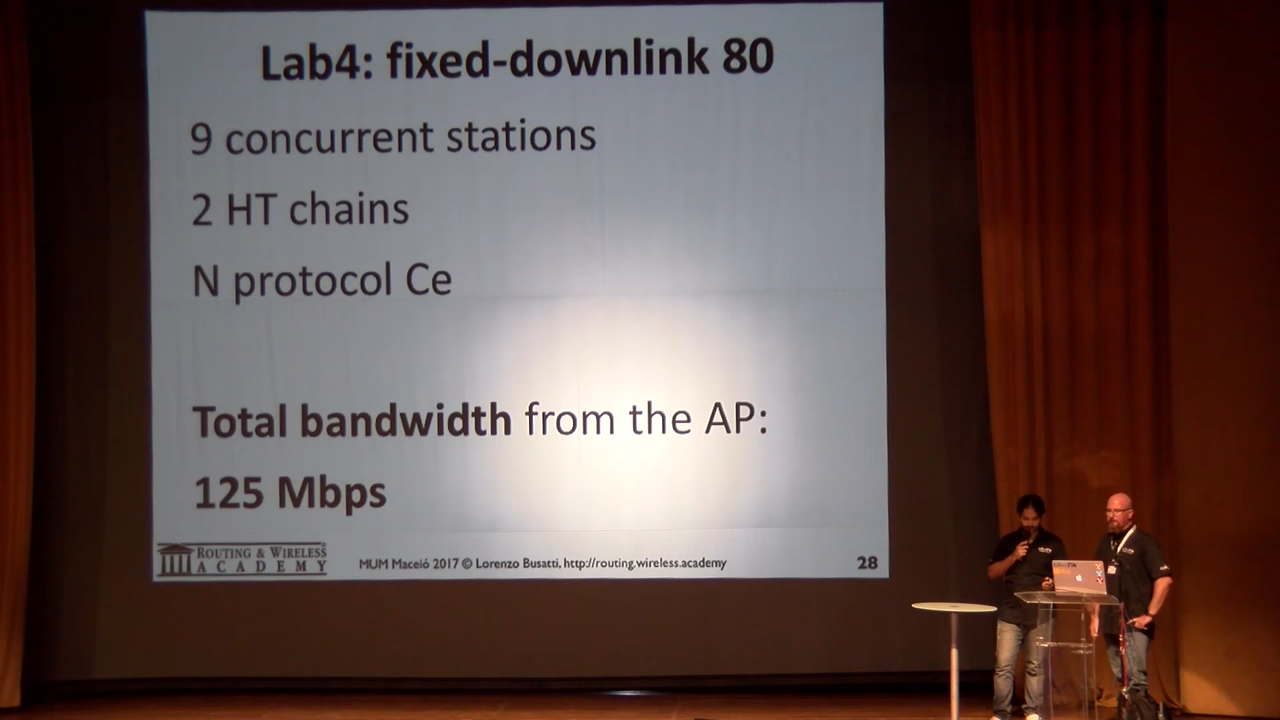 Lab4: fixed-downlink 80
9 concurrent stations
2 HT chains
N protocol Ce
Total bandwidth from the AP:
125 Mbps
ROUTING & WIRELESS
ACADEMY
MUM Maceió 2017 © Lorenzo Busatti, http://routing.wireless.academy
28